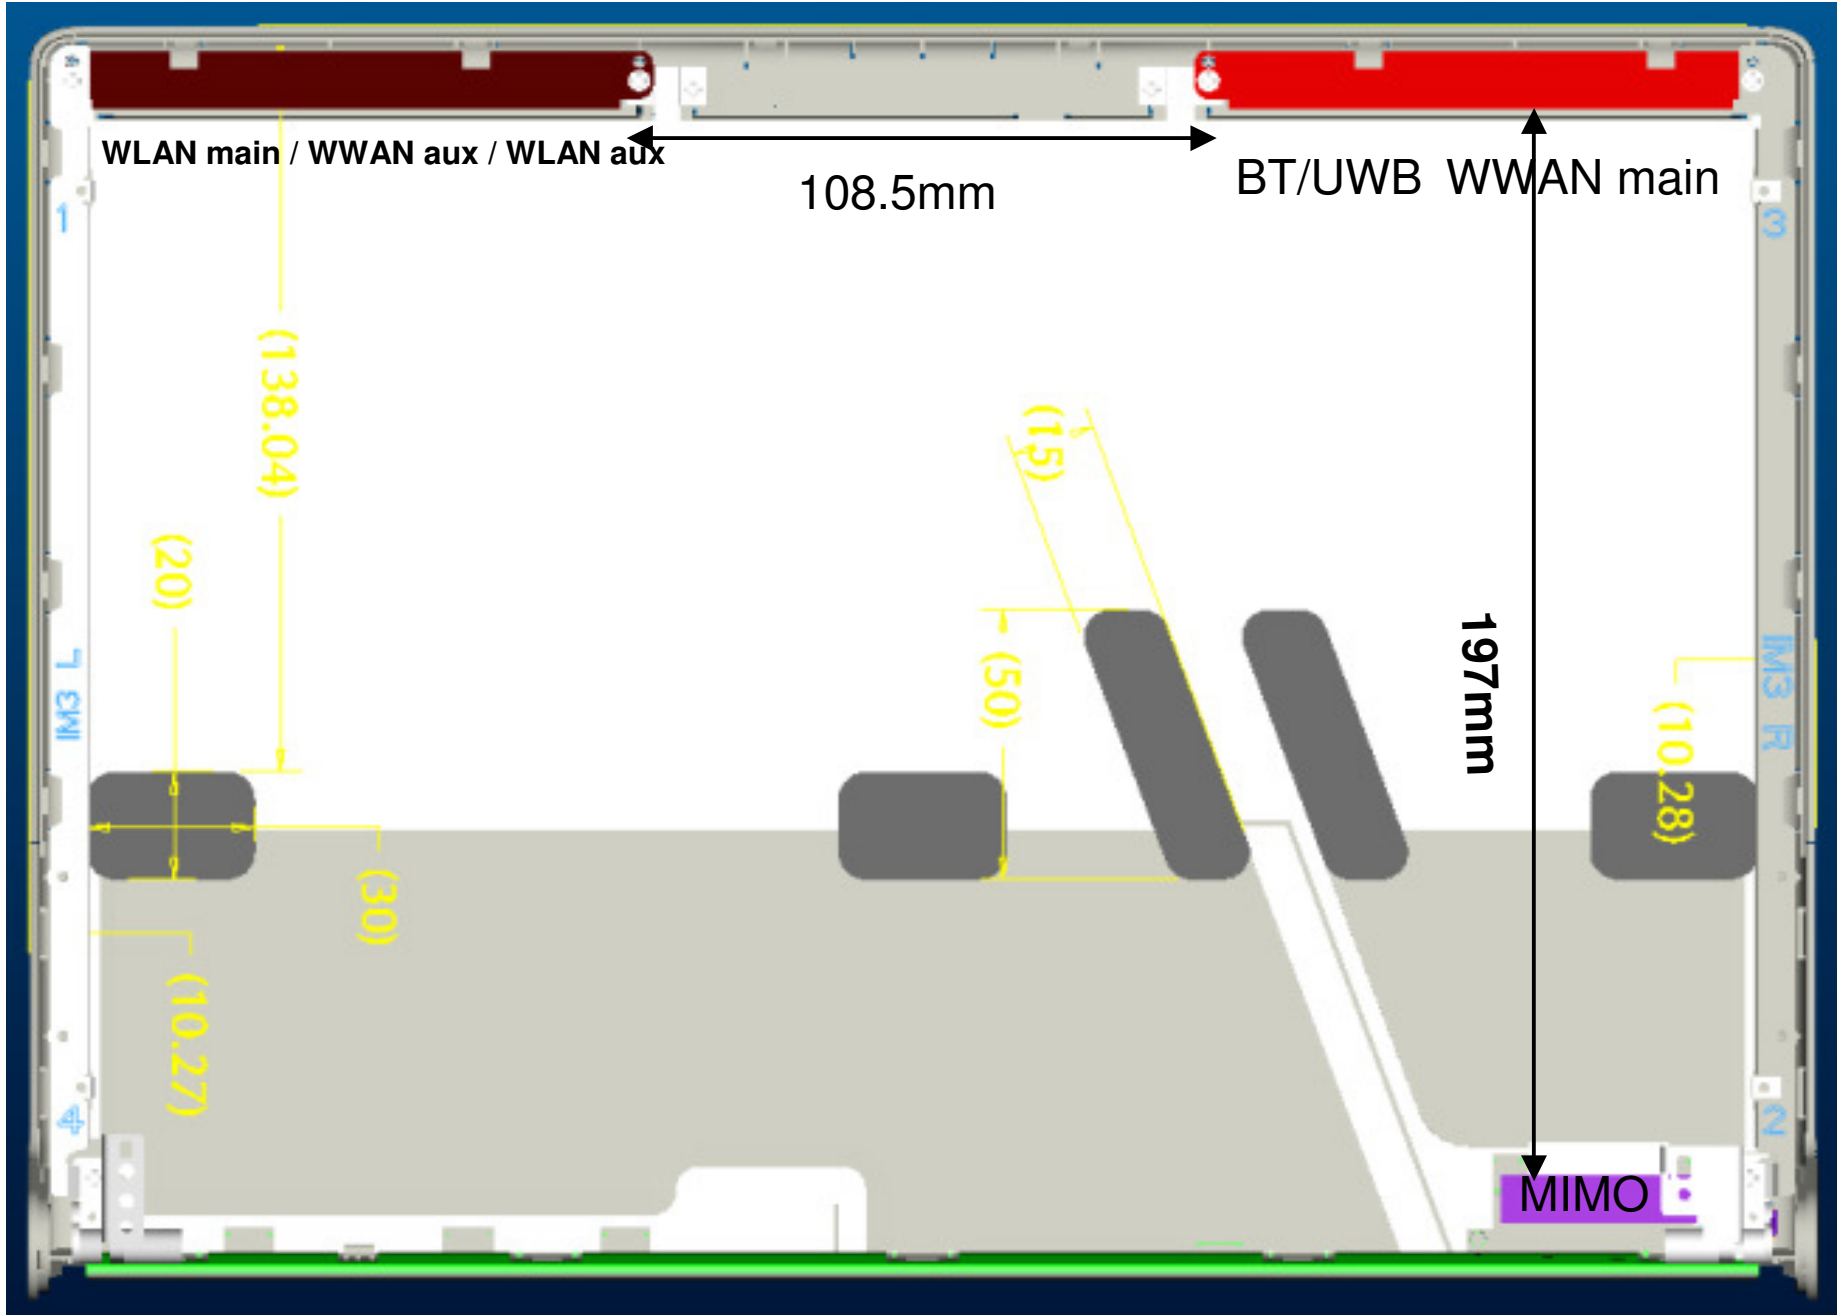 WLAN main / WWAN aux / WLAN aux
108.5mm
BT/UWB WWAN main
1
3
(138.04)
(15)
(20)
(50)
197mm
IM3 L
IM3 R
(10.28)
(30)
(10.27)
4
2
MIMO